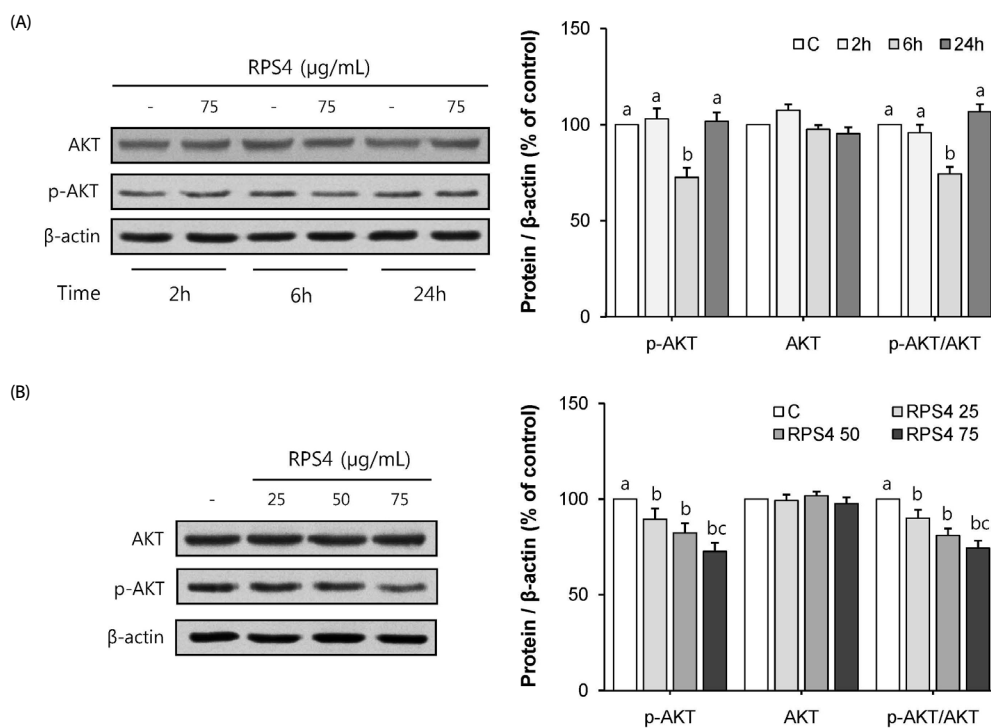 (A)
RPS4 (µg/mL)
- 75 - 75 - 75
AKT
p-AKT
β-actin
Time 2h 6h 24h
Protein / β-actin (% of control)
150
100
50
0
C 2h 6h 24h
a a b a
a a b a
p-AKT AKT p-AKT/AKT
(B)
RPS4 (µg/mL)
- 25 50 75
AKT
p-AKT
β-actin
Protein / β-actin (% of control)
150
100
50
0
C RPS4 25
RPS4 50 RPS4 75
a b b bc
a b b bc
p-AKT AKT p-AKT/AKT